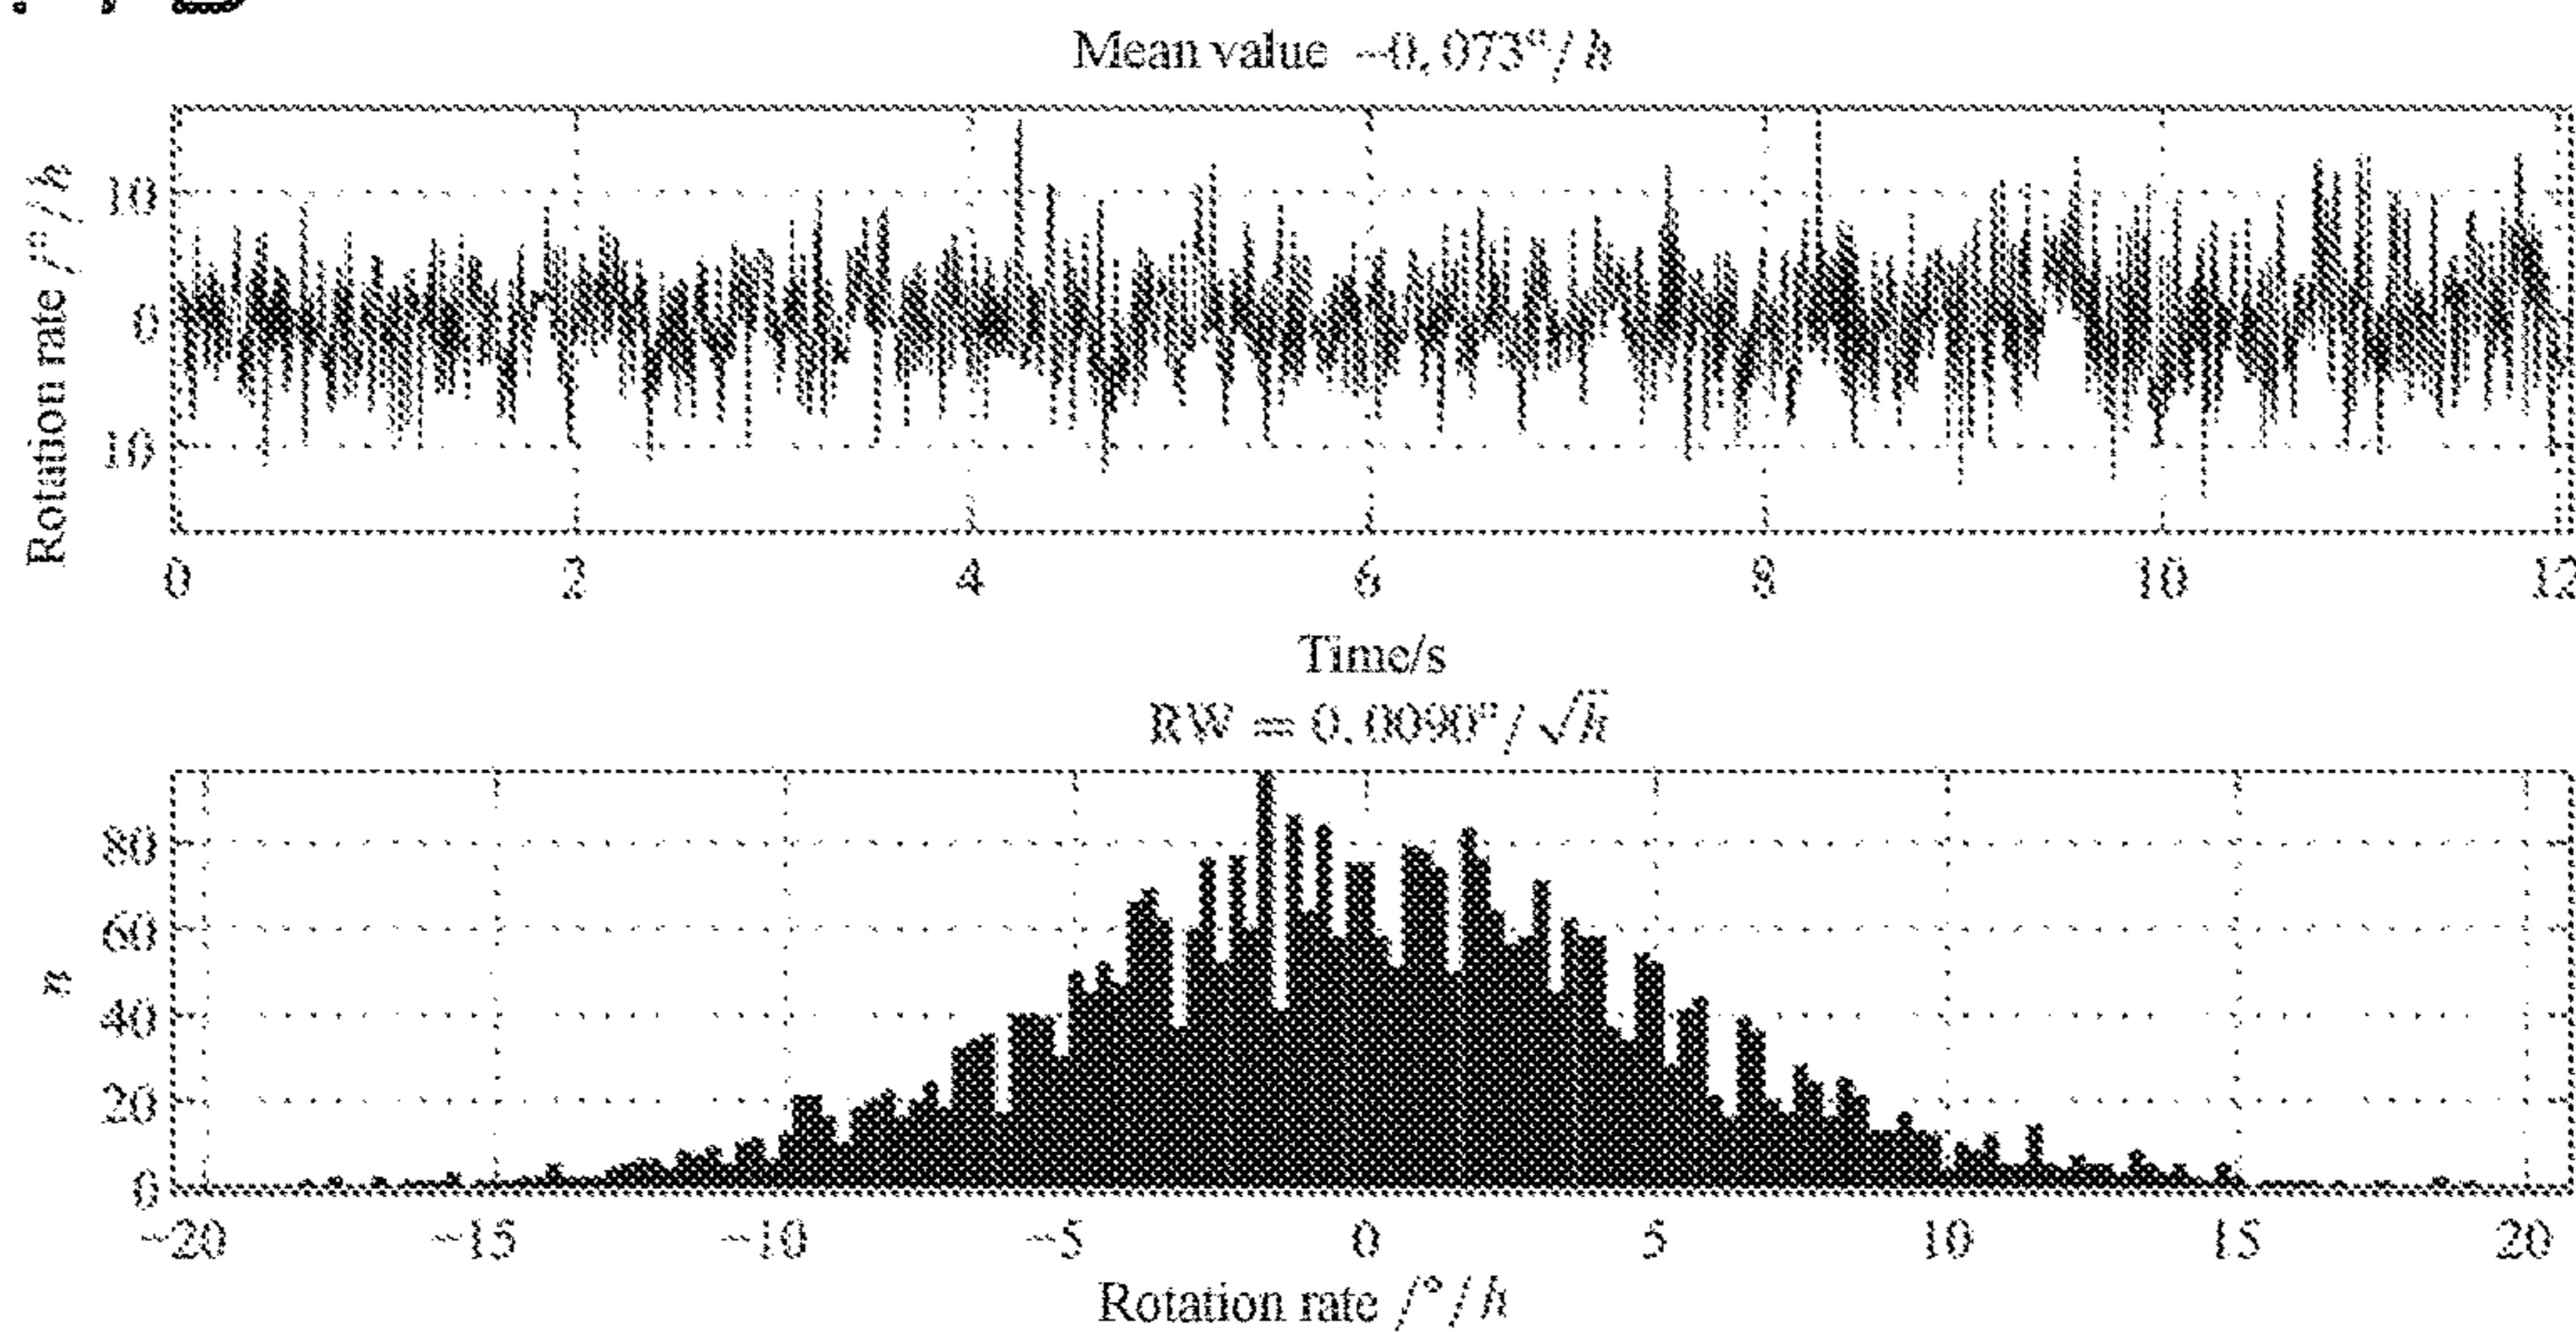 Mean value -0.073°/h
Rotation rate /°/h
10
0
10
0 2 4 6 8 10 12
Time/s
RW = 0.0090°/√h
n
80
60
40
20
0
-20 -15 -10 -5 0 5 10 15 20
Rotation rate /°/h